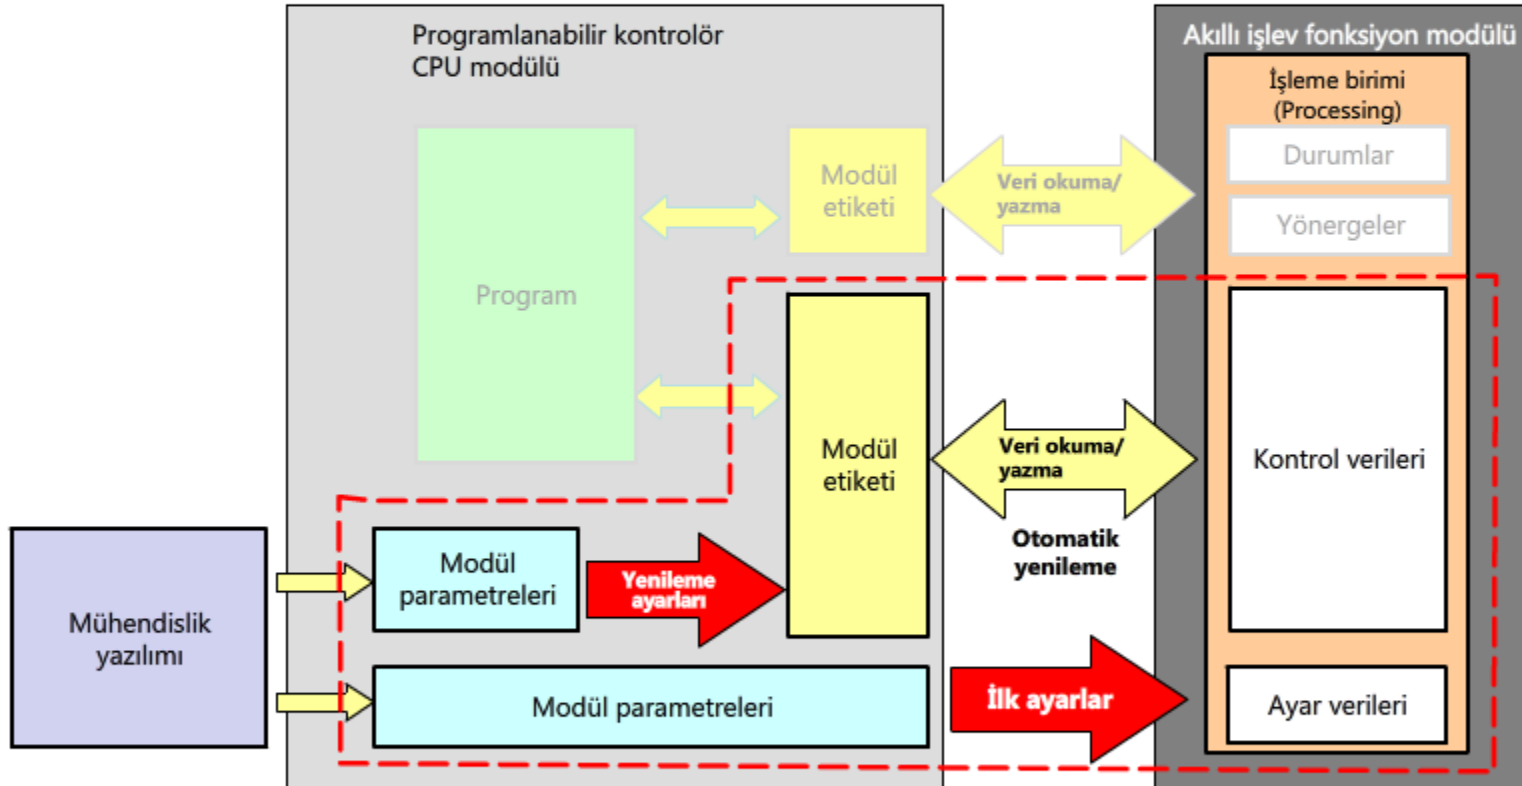 Programlanabilir kontrolör
CPU modülü
Akıllı işlev fonksiyon modülü
İşleme birimi
(Processing)
Durumlar
Yönergeler
Modül
etiketi
Veri okuma/
yazma
Program
Modül
etiketi
Veri okuma/
yazma
Kontrol verileri
Otomatik
yenileme
Mühendislik
yazılımı
Modül
parametreleri
Yenileme
ayarları
Modül parametreleri
İlk ayarlar
Ayar verileri